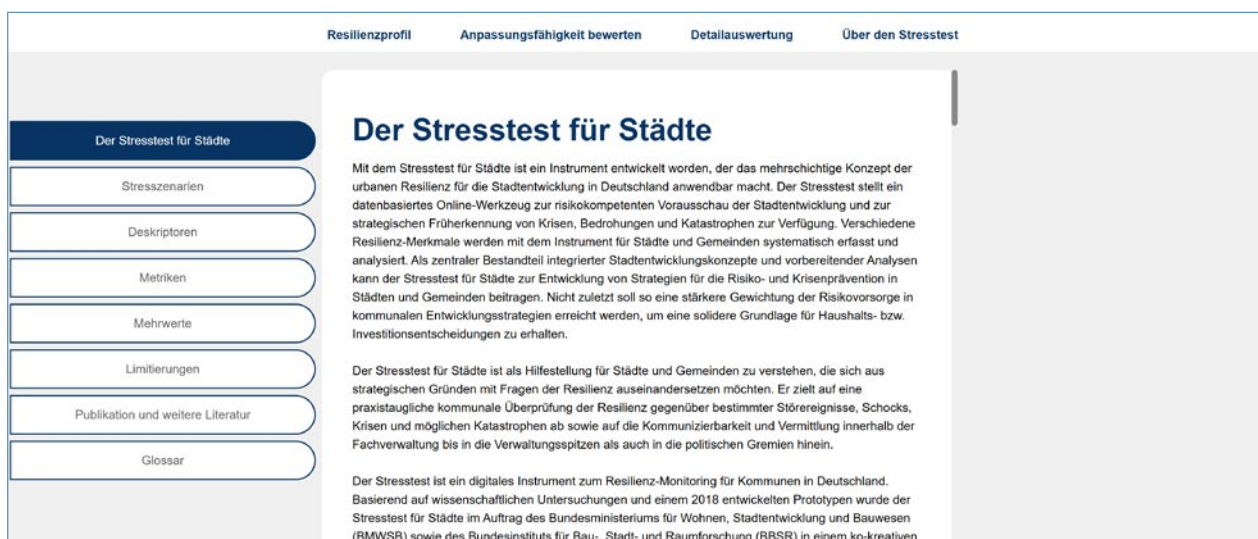 Resilienzprofil Anpassungsfähigkeit bewerten Detailauswertung Über den Stresstest
Der Stresstest für Städte
Stresszenarien
Deskriptoren
Metriken
Mehrwerte
Limitierungen
Publikation und weitere Literatur
Glossar
Der Stresstest für Städte
Mit dem Stresstest für Städte ist ein Instrument entwickelt worden, der das mehrschichtige Konzept der
urbanen Resilienz für die Stadtentwicklung in Deutschland anwendbar macht. Der Stresstest stellt ein
datenbasiertes Online-Werkzeug zur risikokompetenten Vorausschau der Stadtentwicklung und zur
strategischen Früherkennung von Krisen, Bedrohungen und Katastrophen zur Verfügung. Verschiedene
Resilienz-Merkmale werden mit dem Instrument für Städte und Gemeinden systematisch erfasst und
analysiert. Als zentraler Bestandteil integrierter Stadtentwicklungskonzepte und vorbereitender Analysen
kann der Stresstest für Städte zur Entwicklung von Strategien für die Risiko- und Krisenprävention in
Städten und Gemeinden beitragen. Nicht zuletzt soll so eine stärkere Gewichtung der Risikovorsorge in
kommunalen Entwicklungsstrategien erreicht werden, um eine solidere Grundlage für Haushalts- bzw.
Investitionsentscheidungen zu erhalten.
Der Stresstest für Städte ist als Hilfestellung für Städte und Gemeinden zu verstehen, die sich aus
strategischen Gründen mit Fragen der Resilienz auseinandersetzen möchten. Er zielt auf eine
praxistaugliche kommunale Überprüfung der Resilienz gegenüber bestimmter Störereignisse, Schocks,
Krisen und möglichen Katastrophen ab sowie auf die Kommunizierbarkeit und Vermittlung innerhalb der
Fachverwaltung bis in die Verwaltungsspitzen als auch in die politischen Gremien hinein.
Der Stresstest ist ein digitales Instrument zum Resilienz-Monitoring für Kommunen in Deutschland.
Basierend auf wissenschaftlichen Untersuchungen und einem 2018 entwickelten Prototypen wurde der
Stresstest für Städte im Auftrag des Bundesministeriums für Wohnen, Stadtentwicklung und Bauwesen
(BMWSB) sowie des Bundesinstituts für Bau-, Stadt- und Raumforschung (BBSR) in einem ko-kreativen